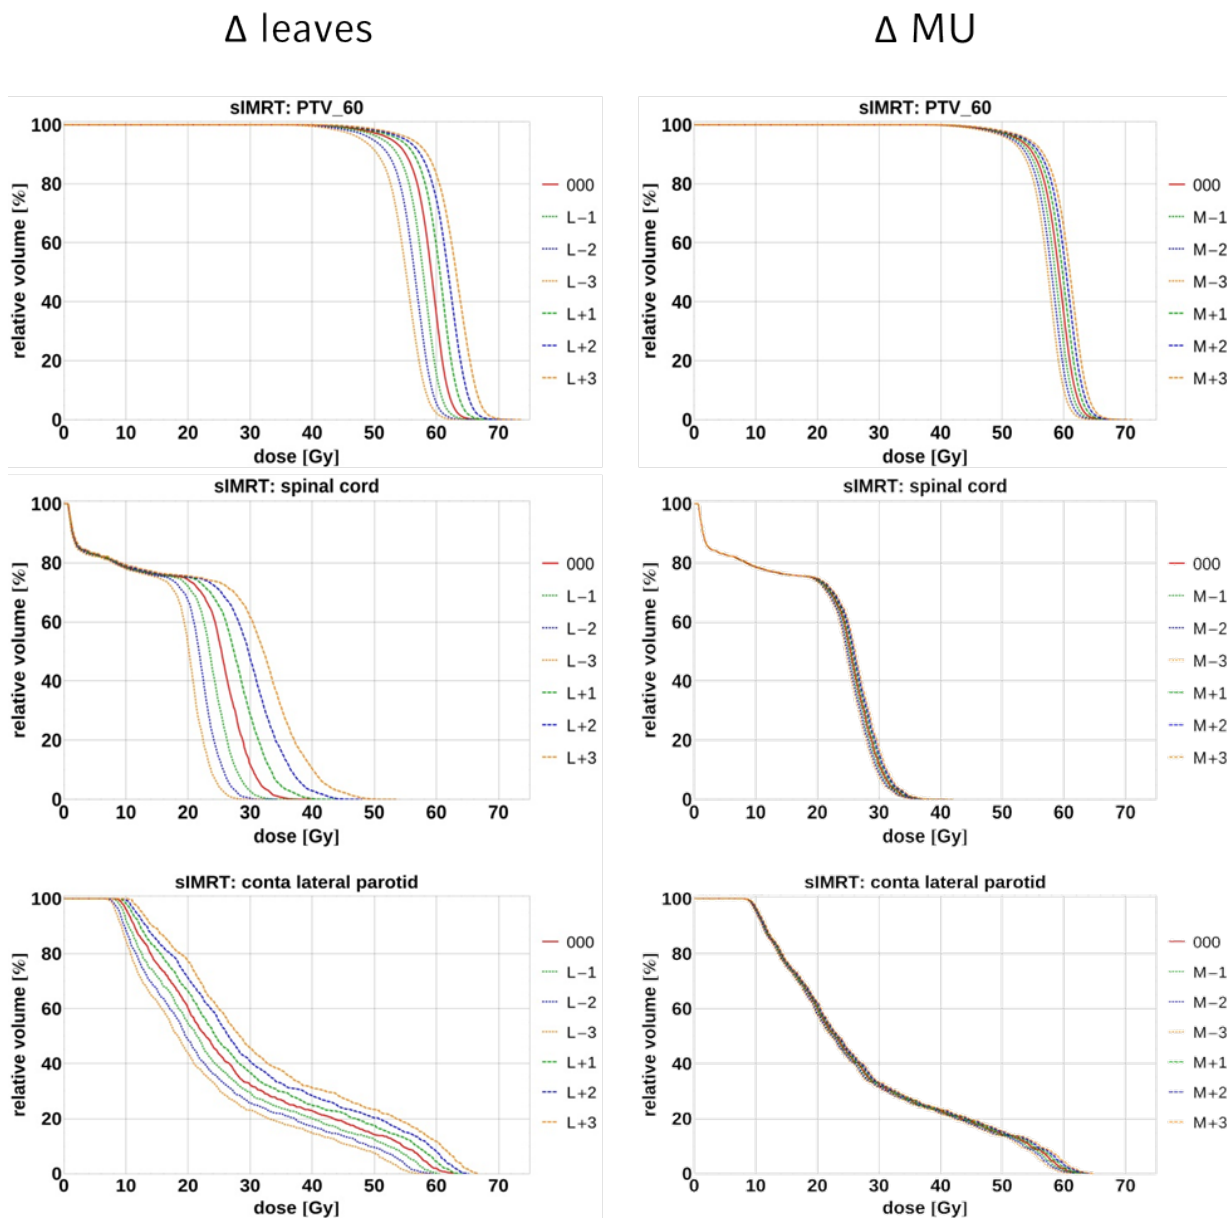 Δ leaves
Δ MU
sIMRT: PTV_60
100
80
60
40
20
0
relative volume [%]
0 10 20 30 40 50 60 70
dose [Gy]
000
L−1
L−2
L−3
L+1
L+2
L+3
sIMRT: PTV_60
100
80
60
40
20
0
relative volume [%]
0 10 20 30 40 50 60 70
dose [Gy]
000
M−1
M−2
M−3
M+1
M+2
M+3
sIMRT: spinal cord
100
80
60
40
20
0
relative volume [%]
0 10 20 30 40 50 60 70
dose [Gy]
000
L−1
L−2
L−3
L+1
L+2
L+3
sIMRT: spinal cord
100
80
60
40
20
0
relative volume [%]
0 10 20 30 40 50 60 70
dose [Gy]
000
M−1
M−2
M−3
M+1
M+2
M+3
sIMRT: conta lateral parotid
100
80
60
40
20
0
relative volume [%]
0 10 20 30 40 50 60 70
dose [Gy]
000
L−1
L−2
L−3
L+1
L+2
L+3
sIMRT: conta lateral parotid
100
80
60
40
20
0
relative volume [%]
0 10 20 30 40 50 60 70
dose [Gy]
000
M−1
M−2
M−3
M+1
M+2
M+3